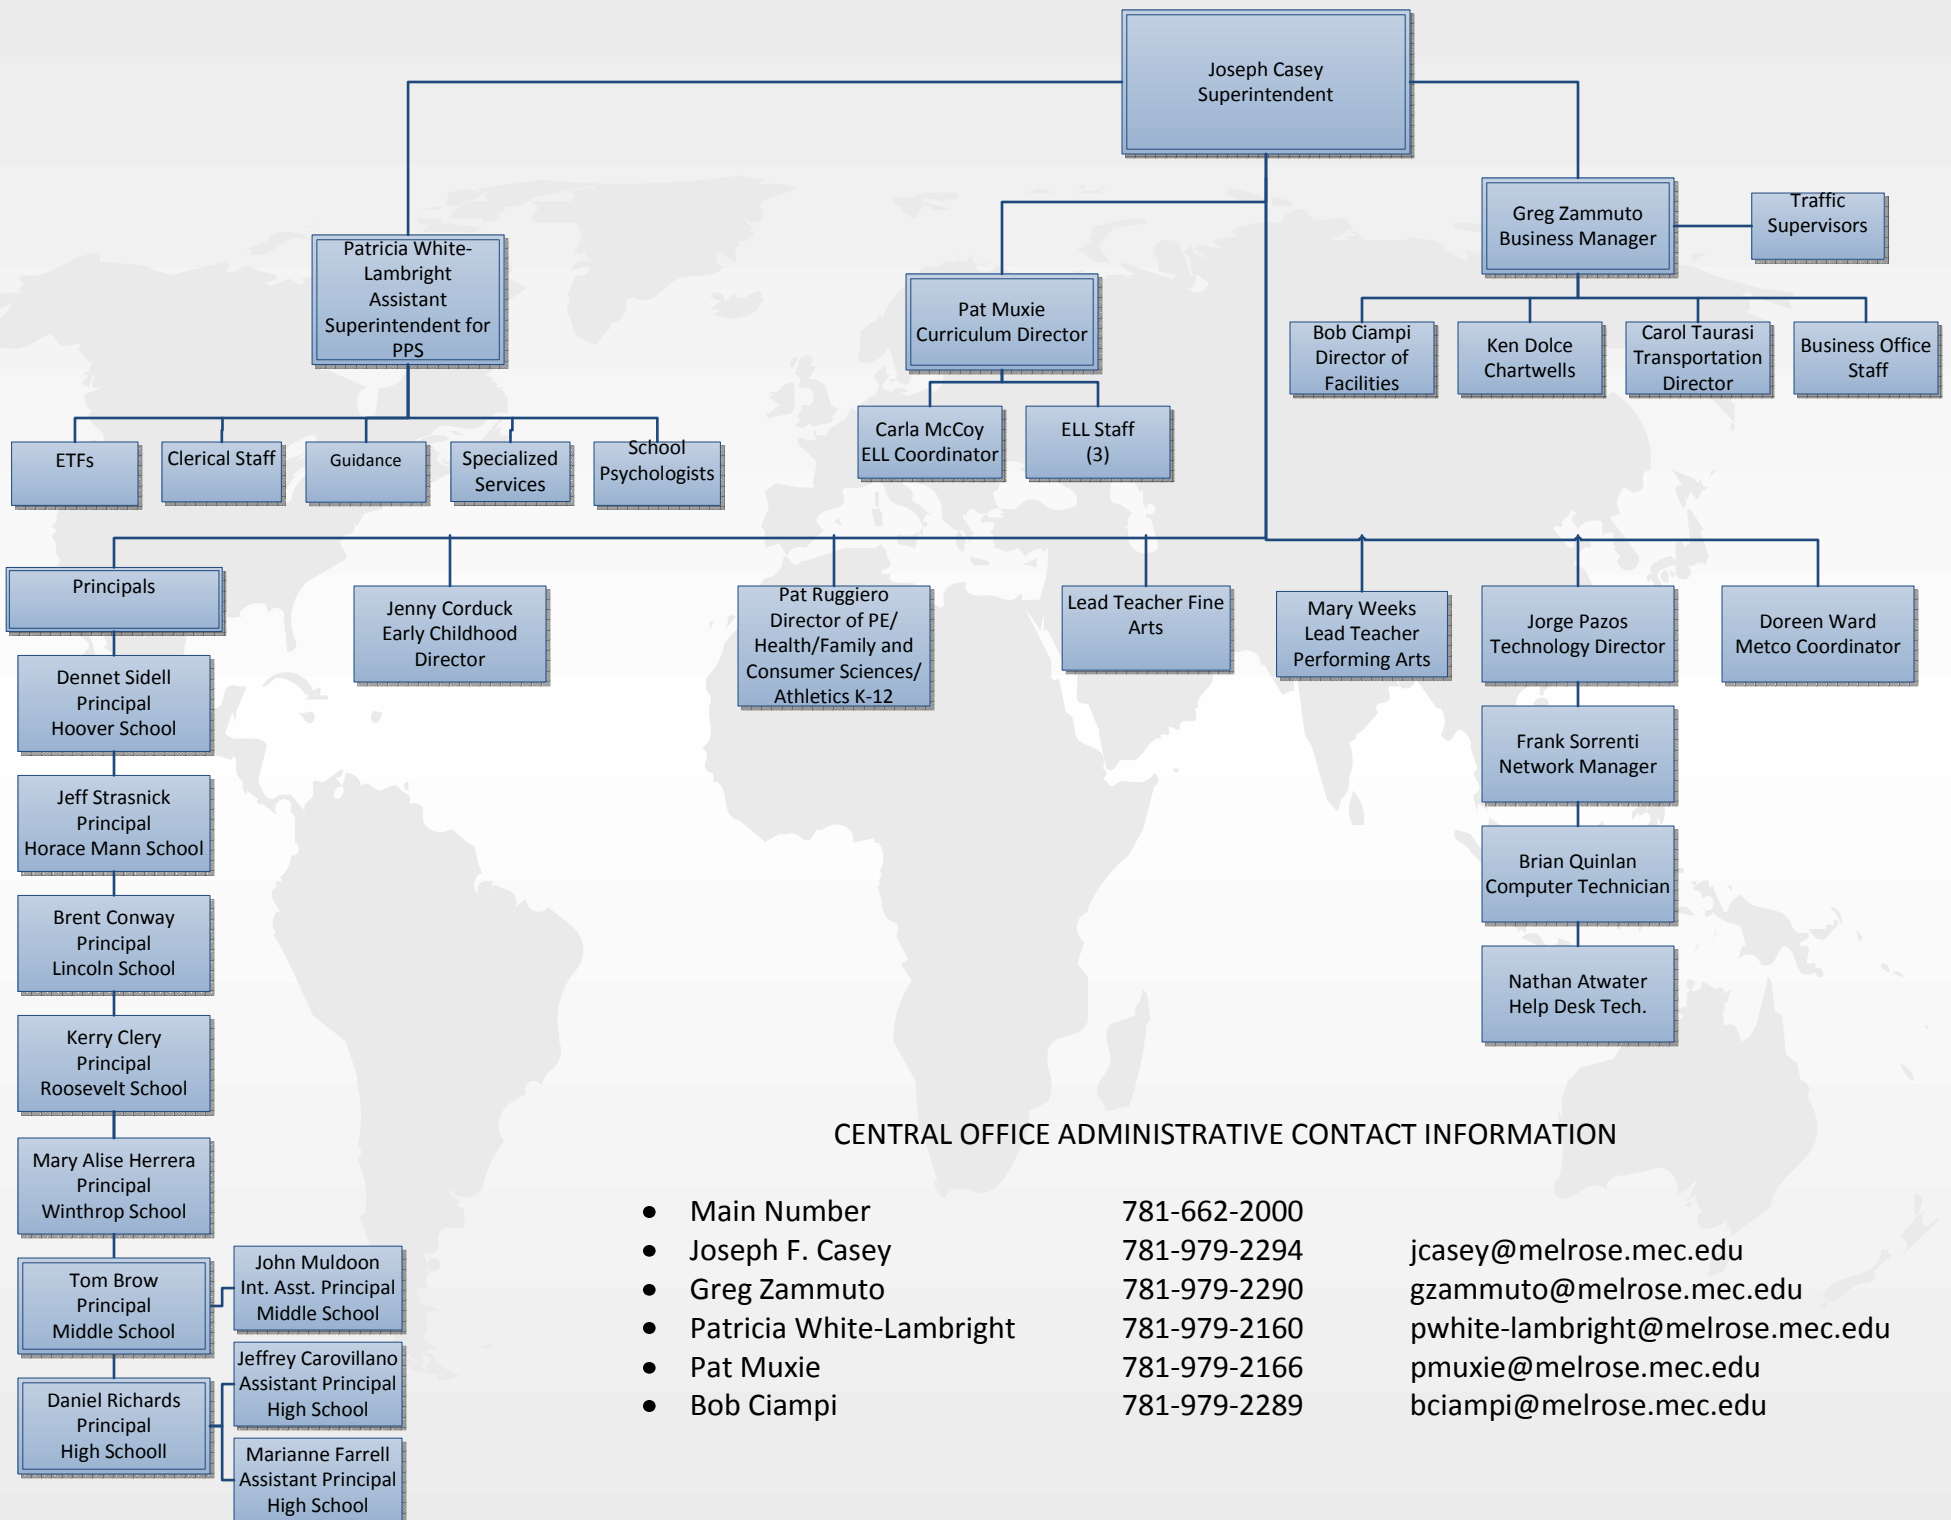 Joseph Casey
Superintendent
Patricia White-
Lambright
Assistant
Superintendent for
PPS
Pat Muxie
Curriculum Director
Greg Zammuto
Business Manager
Traffic
Supervisors
Bob Ciampi
Director of
Facilities
Ken Dolce
Chartwells
Carol Taurasi
Transportation
Director
Business Office
Staff
Carla McCoy
ELL Coordinator
ELL Staff
(3)
ETFs
Clerical Staff
Guidance
Specialized
Services
School
Psychologists
Principals
Jenny Corduck
Early Childhood
Director
Pat Ruggiero
Director of PE/
Health/Family and
Consumer Sciences/
Athletics K-12
Lead Teacher Fine
Arts
Mary Weeks
Lead Teacher
Performing Arts
Jorge Pazos
Technology Director
Doreen Ward
Metco Coordinator
Dennet Sidell
Principal
Hoover School
Jeff Strasnick
Principal
Horace Mann School
Brent Conway
Principal
Lincoln School
Kerry Clery
Principal
Roosevelt School
Mary Alise Herrera
Principal
Winthrop School
Tom Brow
Principal
Middle School
John Muldoon
Int. Asst. Principal
Middle School
Daniel Richards
Principal
High Schooll
Jeffrey Carovillano
Assistant Principal
High School
Marianne Farrell
Assistant Principal
High School
Frank Sorrenti
Network Manager
Brian Quinlan
Computer Technician
Nathan Atwater
Help Desk Tech.
CENTRAL OFFICE ADMINISTRATIVE CONTACT INFORMATION
• Main Number 781-662-2000
• Joseph F. Casey 781-979-2294 jcasey@melrose.mec.edu
• Greg Zammuto 781-979-2290 gzammuto@melrose.mec.edu
• Patricia White-Lambright 781-979-2160 pwhite-lambright@melrose.mec.edu
• Pat Muxie 781-979-2166 pmuxie@melrose.mec.edu
• Bob Ciampi 781-979-2289 bciampi@melrose.mec.edu